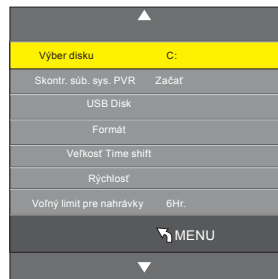 Výber disku C:
Skontr. súb. sys. PVR Začať
USB Disk
Formát
Veľkosť Time shift
Rýchlosť
Voľný limit pre nahrávky 6Hr.
MENU